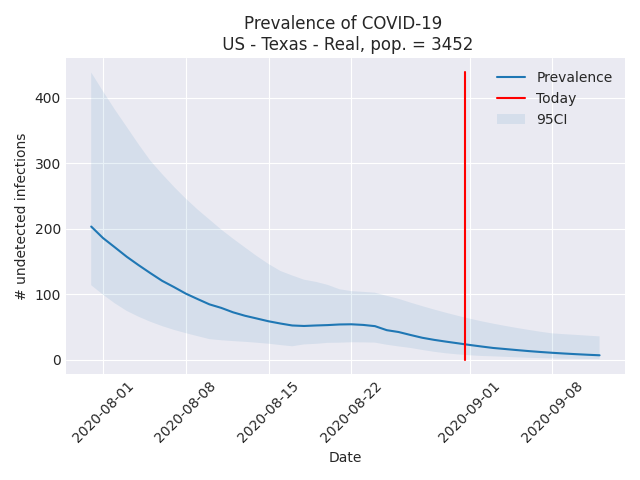 Prevalence of COVID-19
US - Texas - Real, pop. = 3452
Prevalence
Today
95CI
# undetected infections
400
300
200
100
0
2020-08-01
2020-08-08
2020-08-15
2020-08-22
2020-09-01
2020-09-08
Date